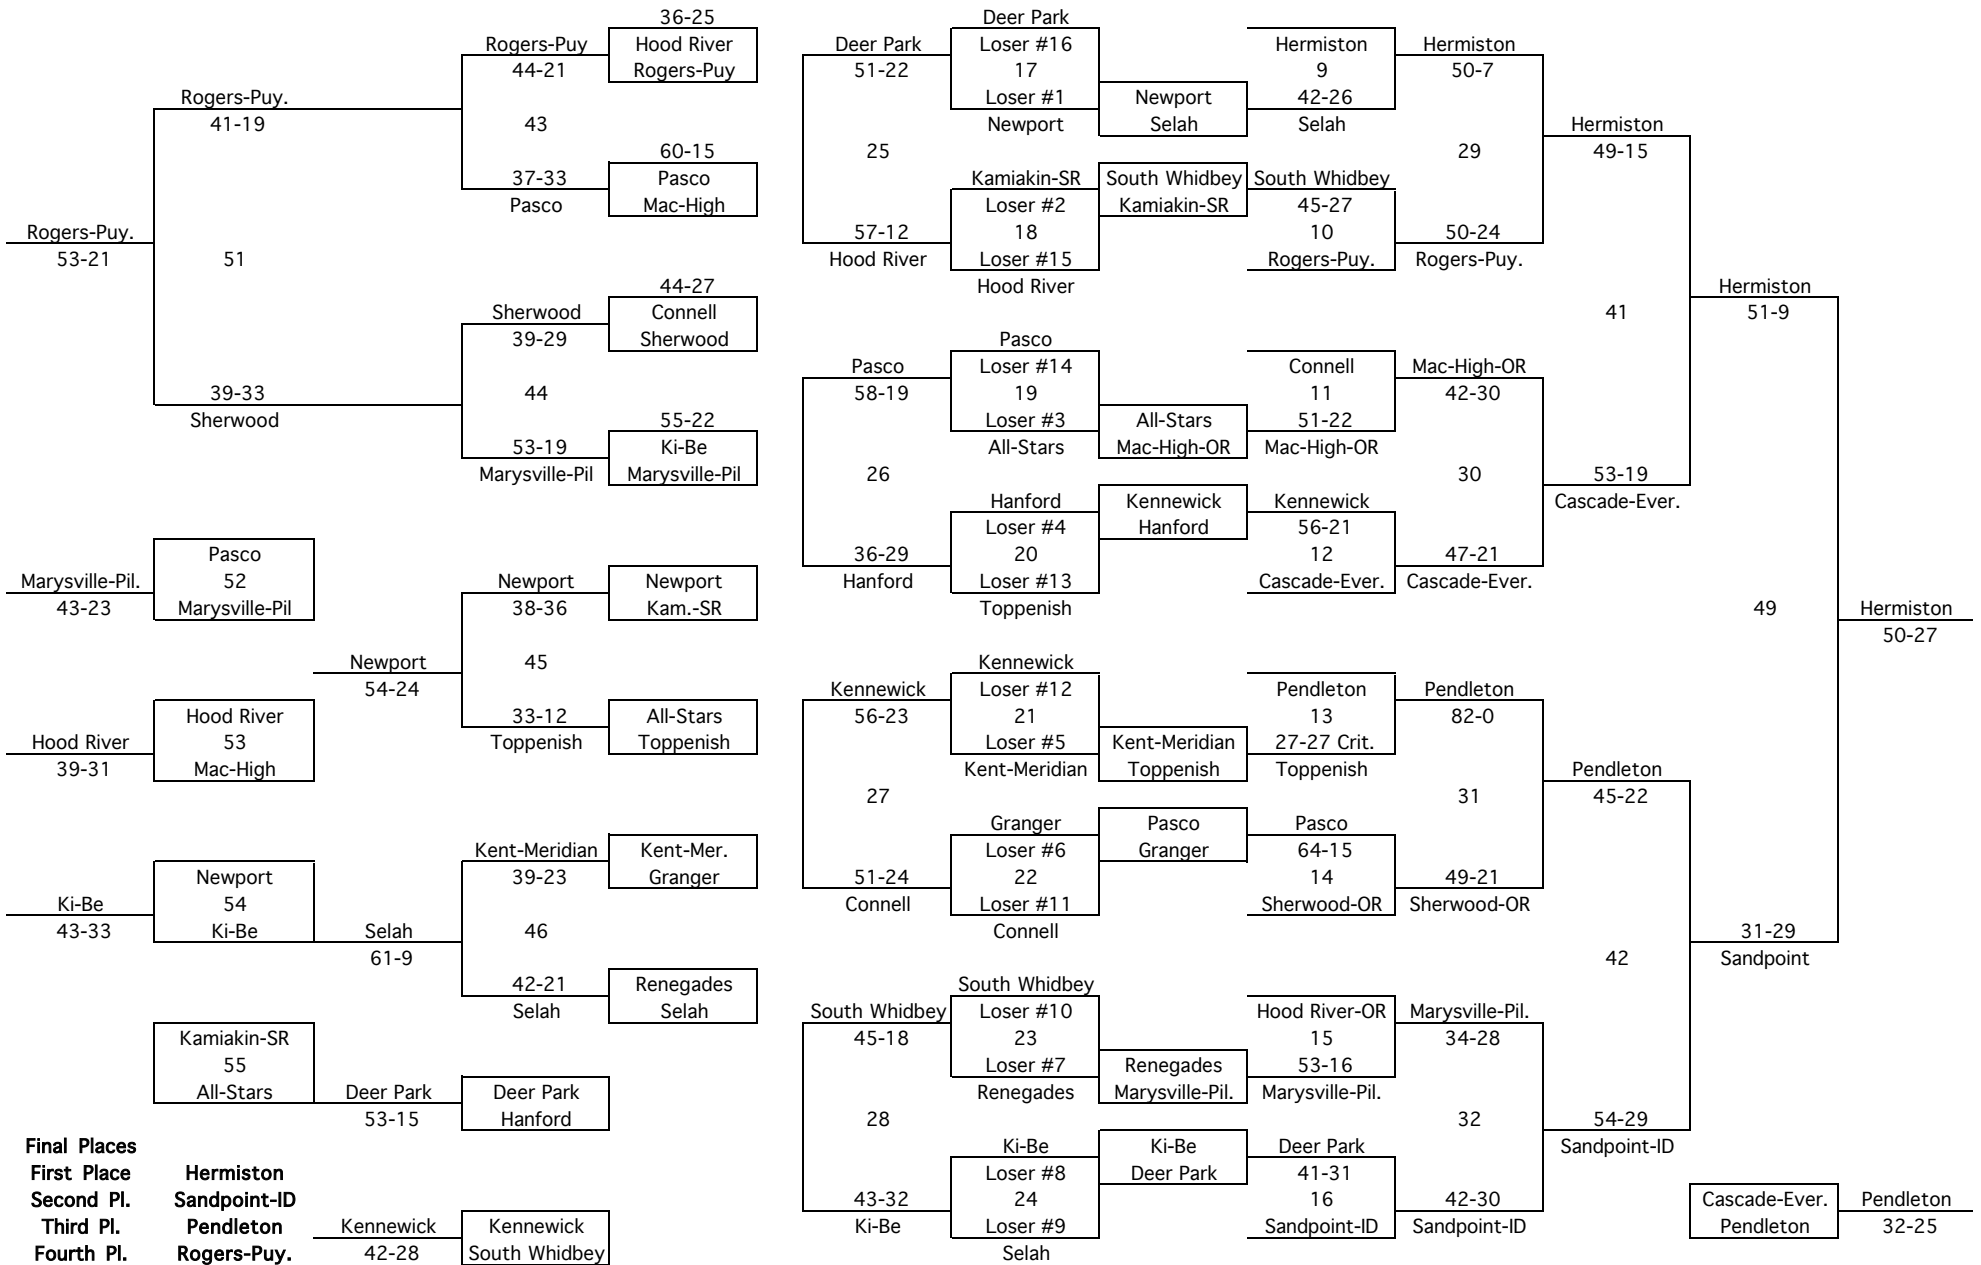 36-25
Deer Park
Rogers-Puy
Hood River
Deer Park
Loser #16
Hermiston
Hermiston
44-21
Rogers-Puy
51-22
17
9
50-7
Rogers-Puy.
Loser #1
Newport
42-26
41-19
43
Newport
Selah
Selah
Hermiston
60-15
25
29
49-15
37-33
Pasco
Kamiakin-SR
South Whidbey
South Whidbey
Pasco
Mac-High
Loser #2
Kamiakin-SR
45-27
Rogers-Puy.
57-12
18
10
50-24
53-21
51
Hood River
Loser #15
Rogers-Puy.
Rogers-Puy.
44-27
Hood River
Hermiston
Sherwood
Connell
41
51-9
39-29
Sherwood
Pasco
Pasco
Loser #14
Connell
Mac-High-OR
39-33
44
58-19
19
11
42-30
Sherwood
55-22
Loser #3
All-Stars
51-22
53-19
Ki-Be
All-Stars
Mac-High-OR
Mac-High-OR
Marysville-Pil
Marysville-Pil
26
30
53-19
Hanford
Kennewick
Kennewick
Cascade-Ever.
Loser #4
Hanford
56-21
Pasco
36-29
20
12
47-21
Marysville-Pil.
52
Newport
Newport
Hanford
Loser #13
Cascade-Ever.
Cascade-Ever.
43-23
Marysville-Pil
38-36
Kam.-SR
Toppenish
49
Hermiston
50-27
Newport
45
Kennewick
54-24
Kennewick
Loser #12
Pendleton
Pendleton
Hood River
33-12
All-Stars
56-23
21
13
82-0
Hood River
53
Toppenish
Toppenish
Loser #5
Kent-Meridian
27-27 Crit.
39-31
Mac-High
Kent-Meridian
Toppenish
Toppenish
Pendleton
27
31
45-22
Granger
Pasco
Pasco
Kent-Meridian
Kent-Mer.
Loser #6
Granger
64-15
Newport
39-23
Granger
51-24
22
14
49-21
Ki-Be
54
Connell
Loser #11
Sherwood-OR
Sherwood-OR
43-33
Ki-Be
Selah
46
Connell
31-29
61-9
42
Sandpoint
42-21
Renegades
South Whidbey
Selah
Selah
South Whidbey
Loser #10
Hood River-OR
Marysville-Pil.
Kamiakin-SR
45-18
23
15
34-28
55
Loser #7
Renegades
53-16
All-Stars
Deer Park
Deer Park
Renegades
Marysville-Pil.
Marysville-Pil.
53-15
Hanford
28
32
54-29
Final Places
Ki-Be
Ki-Be
Deer Park
Sandpoint-ID
First Place Hermiston
Loser #8
Deer Park
41-31
Second Pl. Sandpoint-ID
43-32
24
16
42-30
Cascade-Ever.
Pendleton
Third Pl. Pendleton
Kennewick
Kennewick
Ki-Be
Loser #9
Sandpoint-ID
Sandpoint-ID
Pendleton
32-25
Fourth Pl. Rogers-Puy.
42-28
South Whidbey
Selah